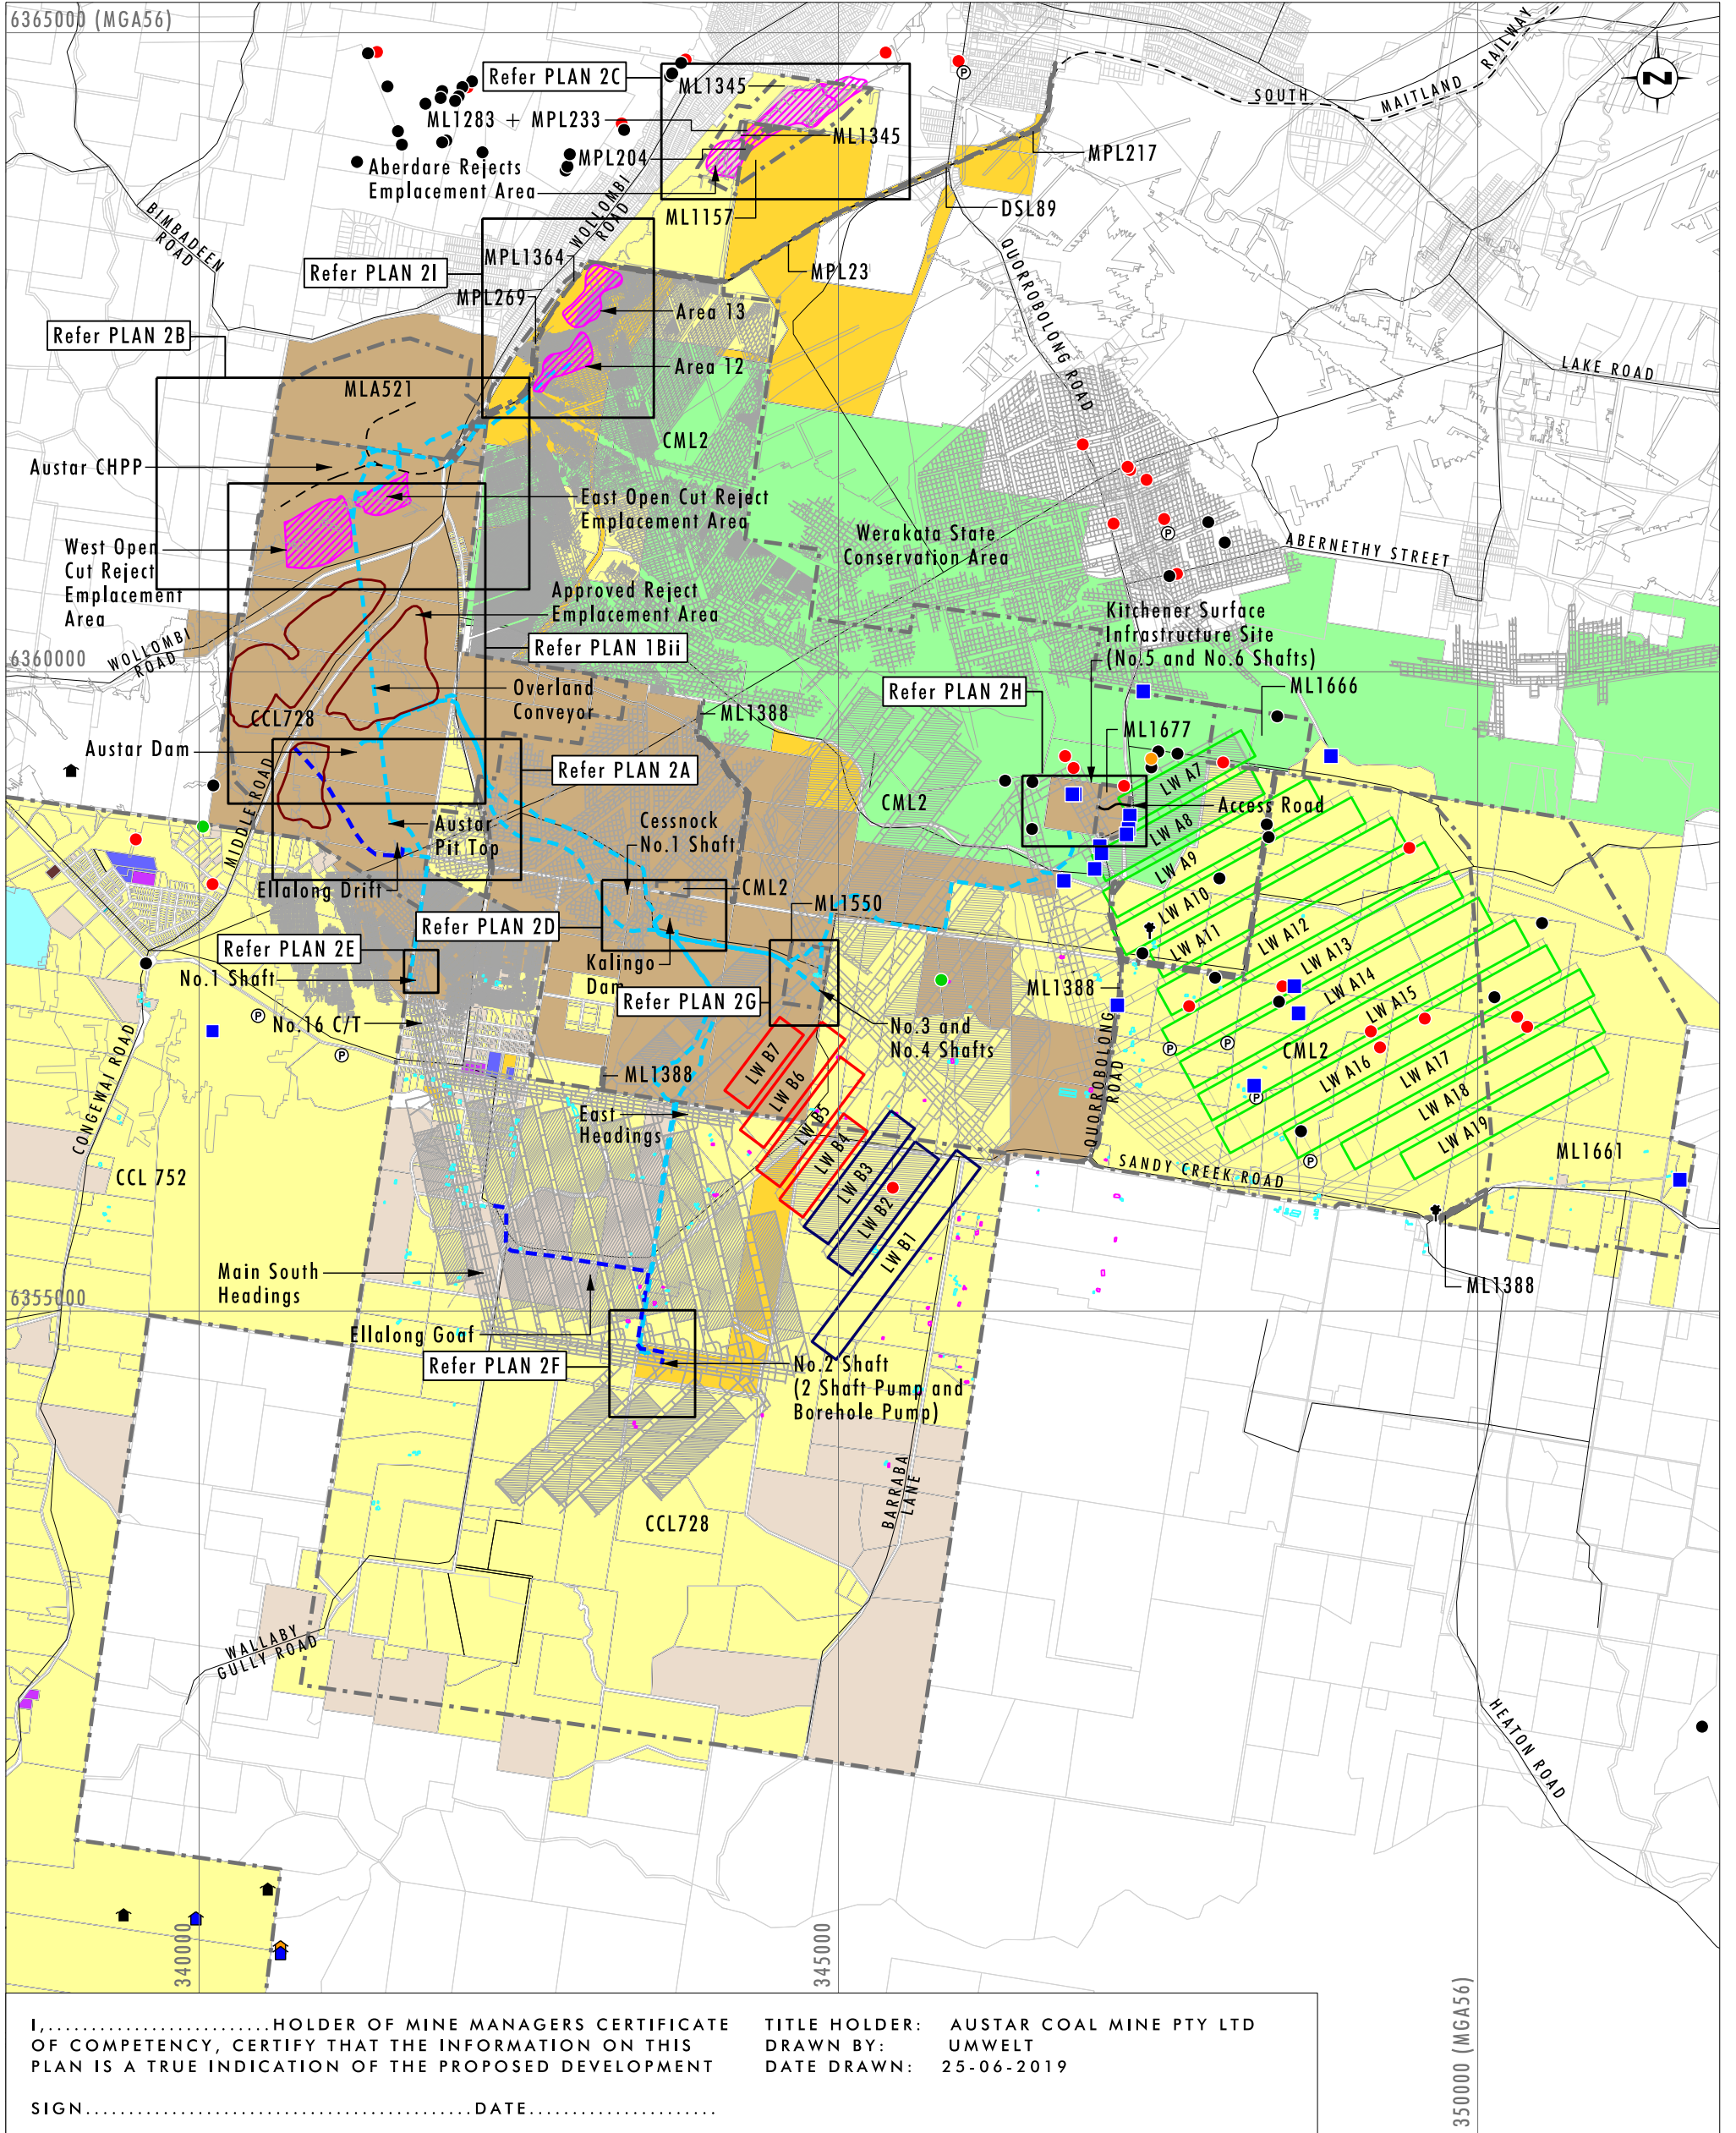 6365000 (MGA56)
SOUTH MAITLAND RAILWAY
N
Refer PLAN 2C
ML1345
ML1283 + MPL233
ML1345
MPL204
MPL217
Aberdare Rejects
Emplacement Area
WOLLOMBI
ROAD
ML1157
DSL89
BIMBADEEN
ROAD
MPL1364
Refer PLAN 2I
MPL23
MPL269
QUORROBOLONG ROAD
Area 13
Refer PLAN 2B
Area 12
LAKE ROAD
MLA521
CML2
Austar CHPP
East Open Cut Reject
Emplacement Area
Werakata State
Conservation Area
West Open
Cut Reject
Emplacement
Area
ABERNETHY STREET
Approved Reject
Emplacement Area
Kitchener Surface
Infrastructure Site
(No.5 and No.6 Shafts)
WOLLOMBI
ROAD
6360000
Refer PLAN 1Bii
Overland
Conveyor
Refer PLAN 2H
ML1666
CCL728
ML1388
ML1677
Austar Dam
Refer PLAN 2A
LW A7
CML2
Access Road
MIDDLE ROAD
Austar
Pit Top
Cessnock
No.1 Shaft
LW A8
LW A9
Ellalong Drift
CML2
LW A10
ML1550
Refer PLAN 2D
LW A11
LW A12
Refer PLAN 2E
LW A13
No.1 Shaft
Kalingo
Dam
Refer PLAN 2G
ML1388
LW A14
LW A15
No.16 C/T
No.3 and
No.4 Shafts
P
P
P
P
P
P
P
P
CML2
LW B7
LW A16
LW A17
ML1388
LW B6
QUORROBOLONG
ROAD
LW A18
East
Headings
LW B5
LW A19
LW B4
CONGEWAI ROAD
ML1661
CCL 752
LW B3
SANDY CREEK ROAD
LW B2
LW B1
Main South
Headings
ML1388
6355000
Ellalong Goaf
Refer PLAN 2F
No.2 Shaft
(2 Shaft Pump and
Borehole Pump)
BARRABA
LANE
CCL728
WALLABY
GULLY ROAD
HEATON ROAD
340000
345000
350000 (MGA56)
I,..........................HOLDER OF MINE MANAGERS CERTIFICATE
OF COMPETENCY, CERTIFY THAT THE INFORMATION ON THIS
PLAN IS A TRUE INDICATION OF THE PROPOSED DEVELOPMENT
SIGN.............................................DATE......................
TITLE HOLDER: AUSTAR COAL MINE PTY LTD
DRAWN BY: UMWELT
DATE DRAWN: 25-06-2019